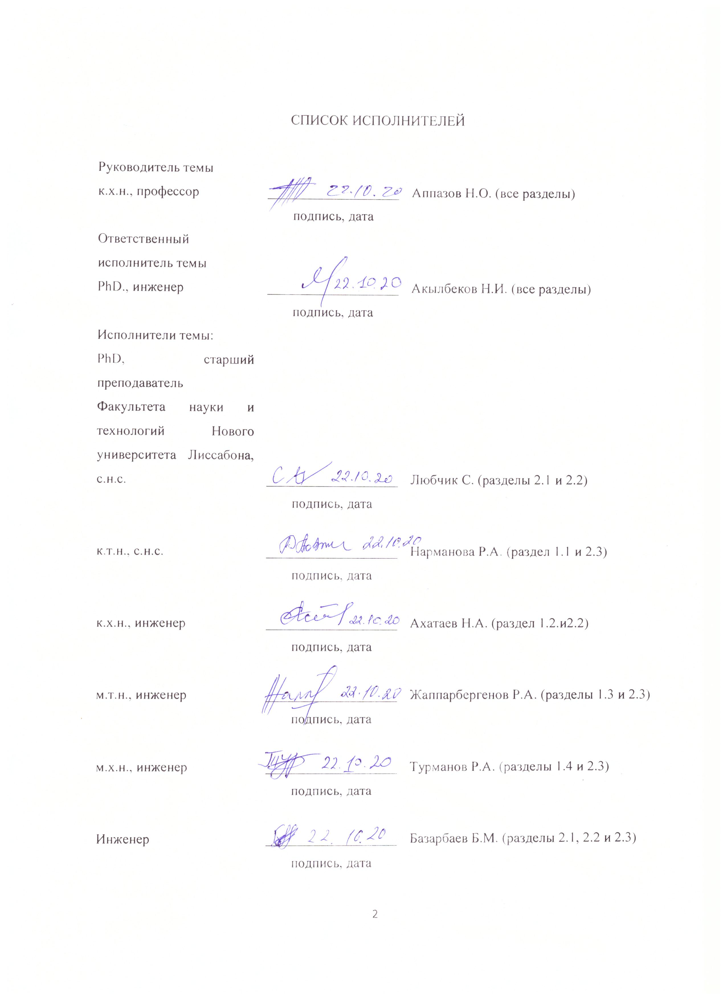 СПИСОК ИСПОЛНИТЕЛЕЙ
Руководитель темы
к.х.н., профессор 22.10.20 Аппазов Н.О. (все разделы)
подпись, дата
Ответственный
исполнитель темы
PhD., инженер 22.10.20 Акылбеков Н.И. (все разделы)
подпись, дата
Исполнители темы:
PhD, старший
преподаватель
Факультета науки и
технологий Нового
университета Лиссабона,
с.н.с. 22.10.20 Любчик С. (разделы 2.1 и 2.2)
подпись, дата
к.т.н., с.н.с. 22.10.20 Нарманова Р.А. (раздел 1.1 и 2.3)
подпись, дата
к.х.н., инженер 22.10.20 Ахатаев Н.А. (раздел 1.2.и2.2)
подпись, дата
м.т.н., инженер 22.10.20 Жаппарбергенов Р.А. (разделы 1.3 и 2.3)
подпись, дата
м.х.н., инженер 22.10.20 Турманов Р.А. (разделы 1.4 и 2.3)
подпись, дата
Инженер 22.10.20 Базарбаев Б.М. (разделы 2.1, 2.2 и 2.3)
подпись, дата
2